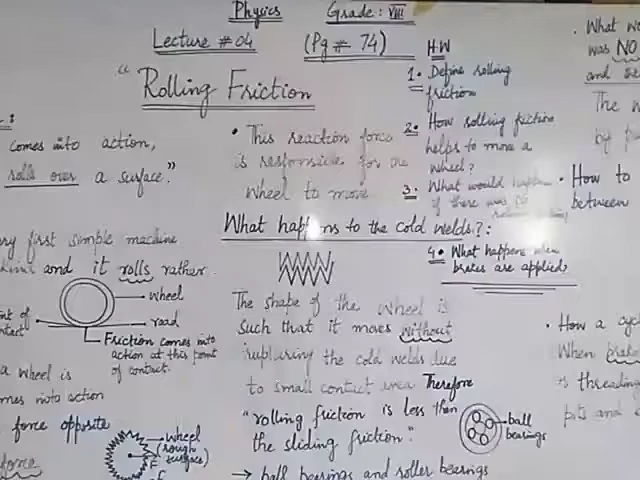 Physics
Grade: VIII
Lecture # 04
(Pg # 74)
"Rolling Friction
comes into action,
rolls over a surface."
first simple machine
and it rolls rather
wheel
road
Friction comes into
action at this point
of contact.
a wheel is
into action
force opposite
force
Wheel
(rough
surface)
F
• This reaction force
is responsive for the
wheel to move
What happens to the cold welds?:
The shape of the wheel is
such that it moves without
rupturing the cold welds due
to small contact area Therefore
"rolling friction is less than
the sliding friction."
→ ball bearings and roller bearings
ball
bearings
H.W
1. Define rolling
friction
2. How rolling friction
helps to move a
wheel?
3. What would happen
if there was no
4. What happens when
brakes are applied?
• What
was NO
and
The
by
• How to
between
• How a
When
is threading
pits and